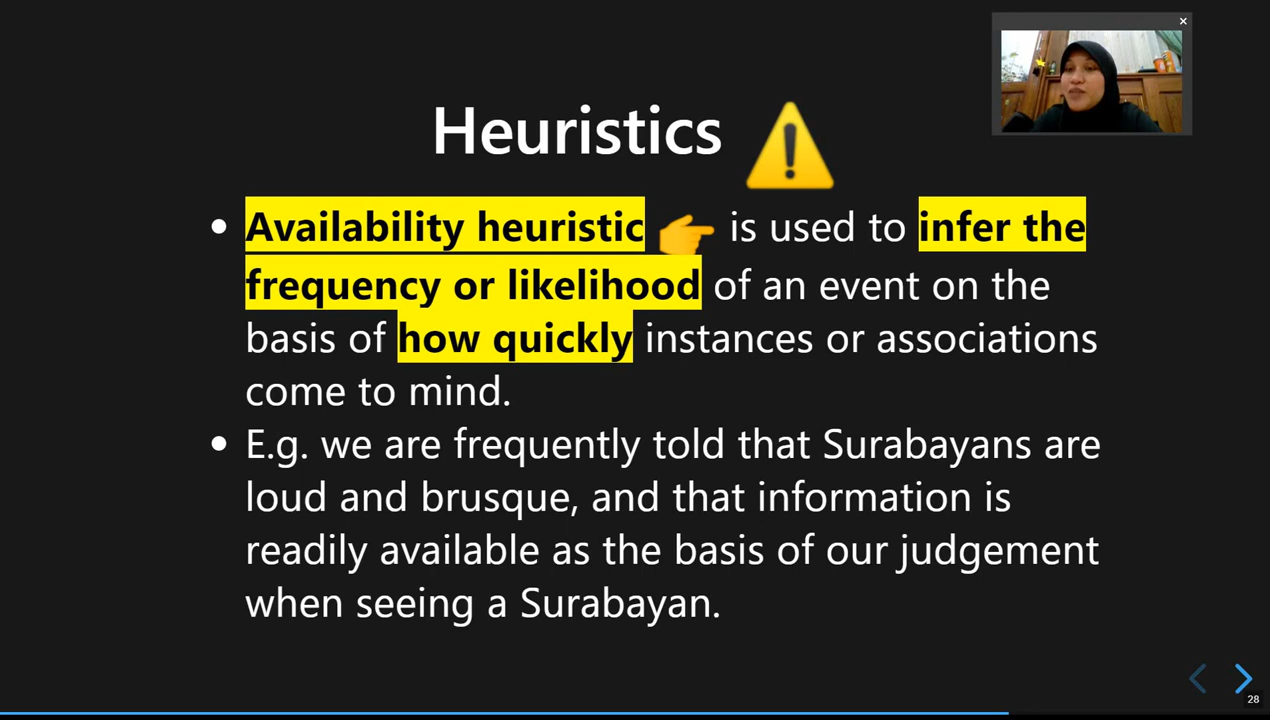 Heuristics
Availability heuristic is used to infer the
frequency or likelihood of an event on the
basis of how quickly instances or associations
come to mind.
E.g. we are frequently told that Surabayans are
loud and brusque, and that information is
readily available as the basis of our judgement
when seeing a Surabayan.
28